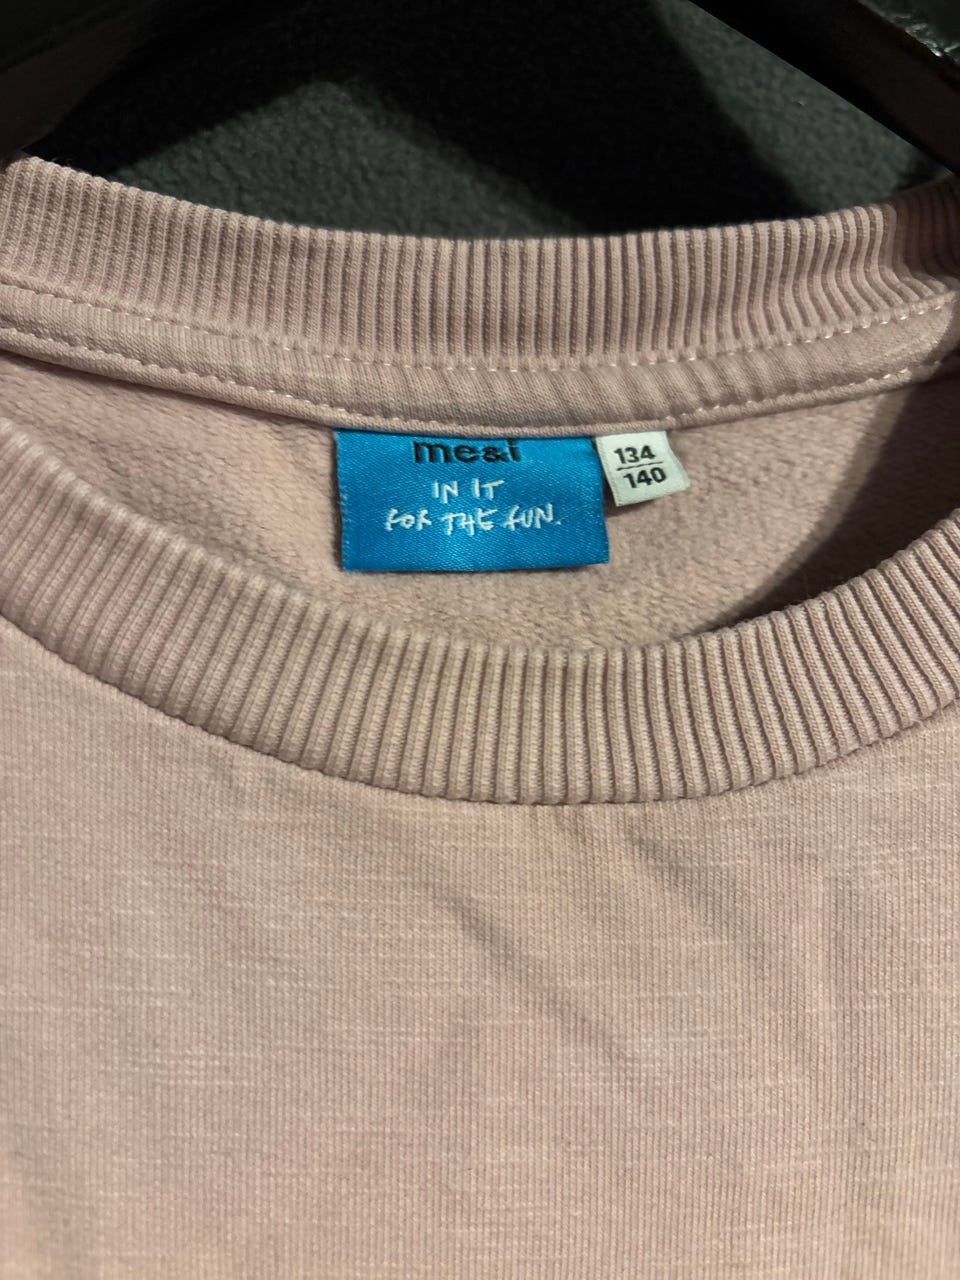 me&i
IN IT
FOR THE FUN.
134
140